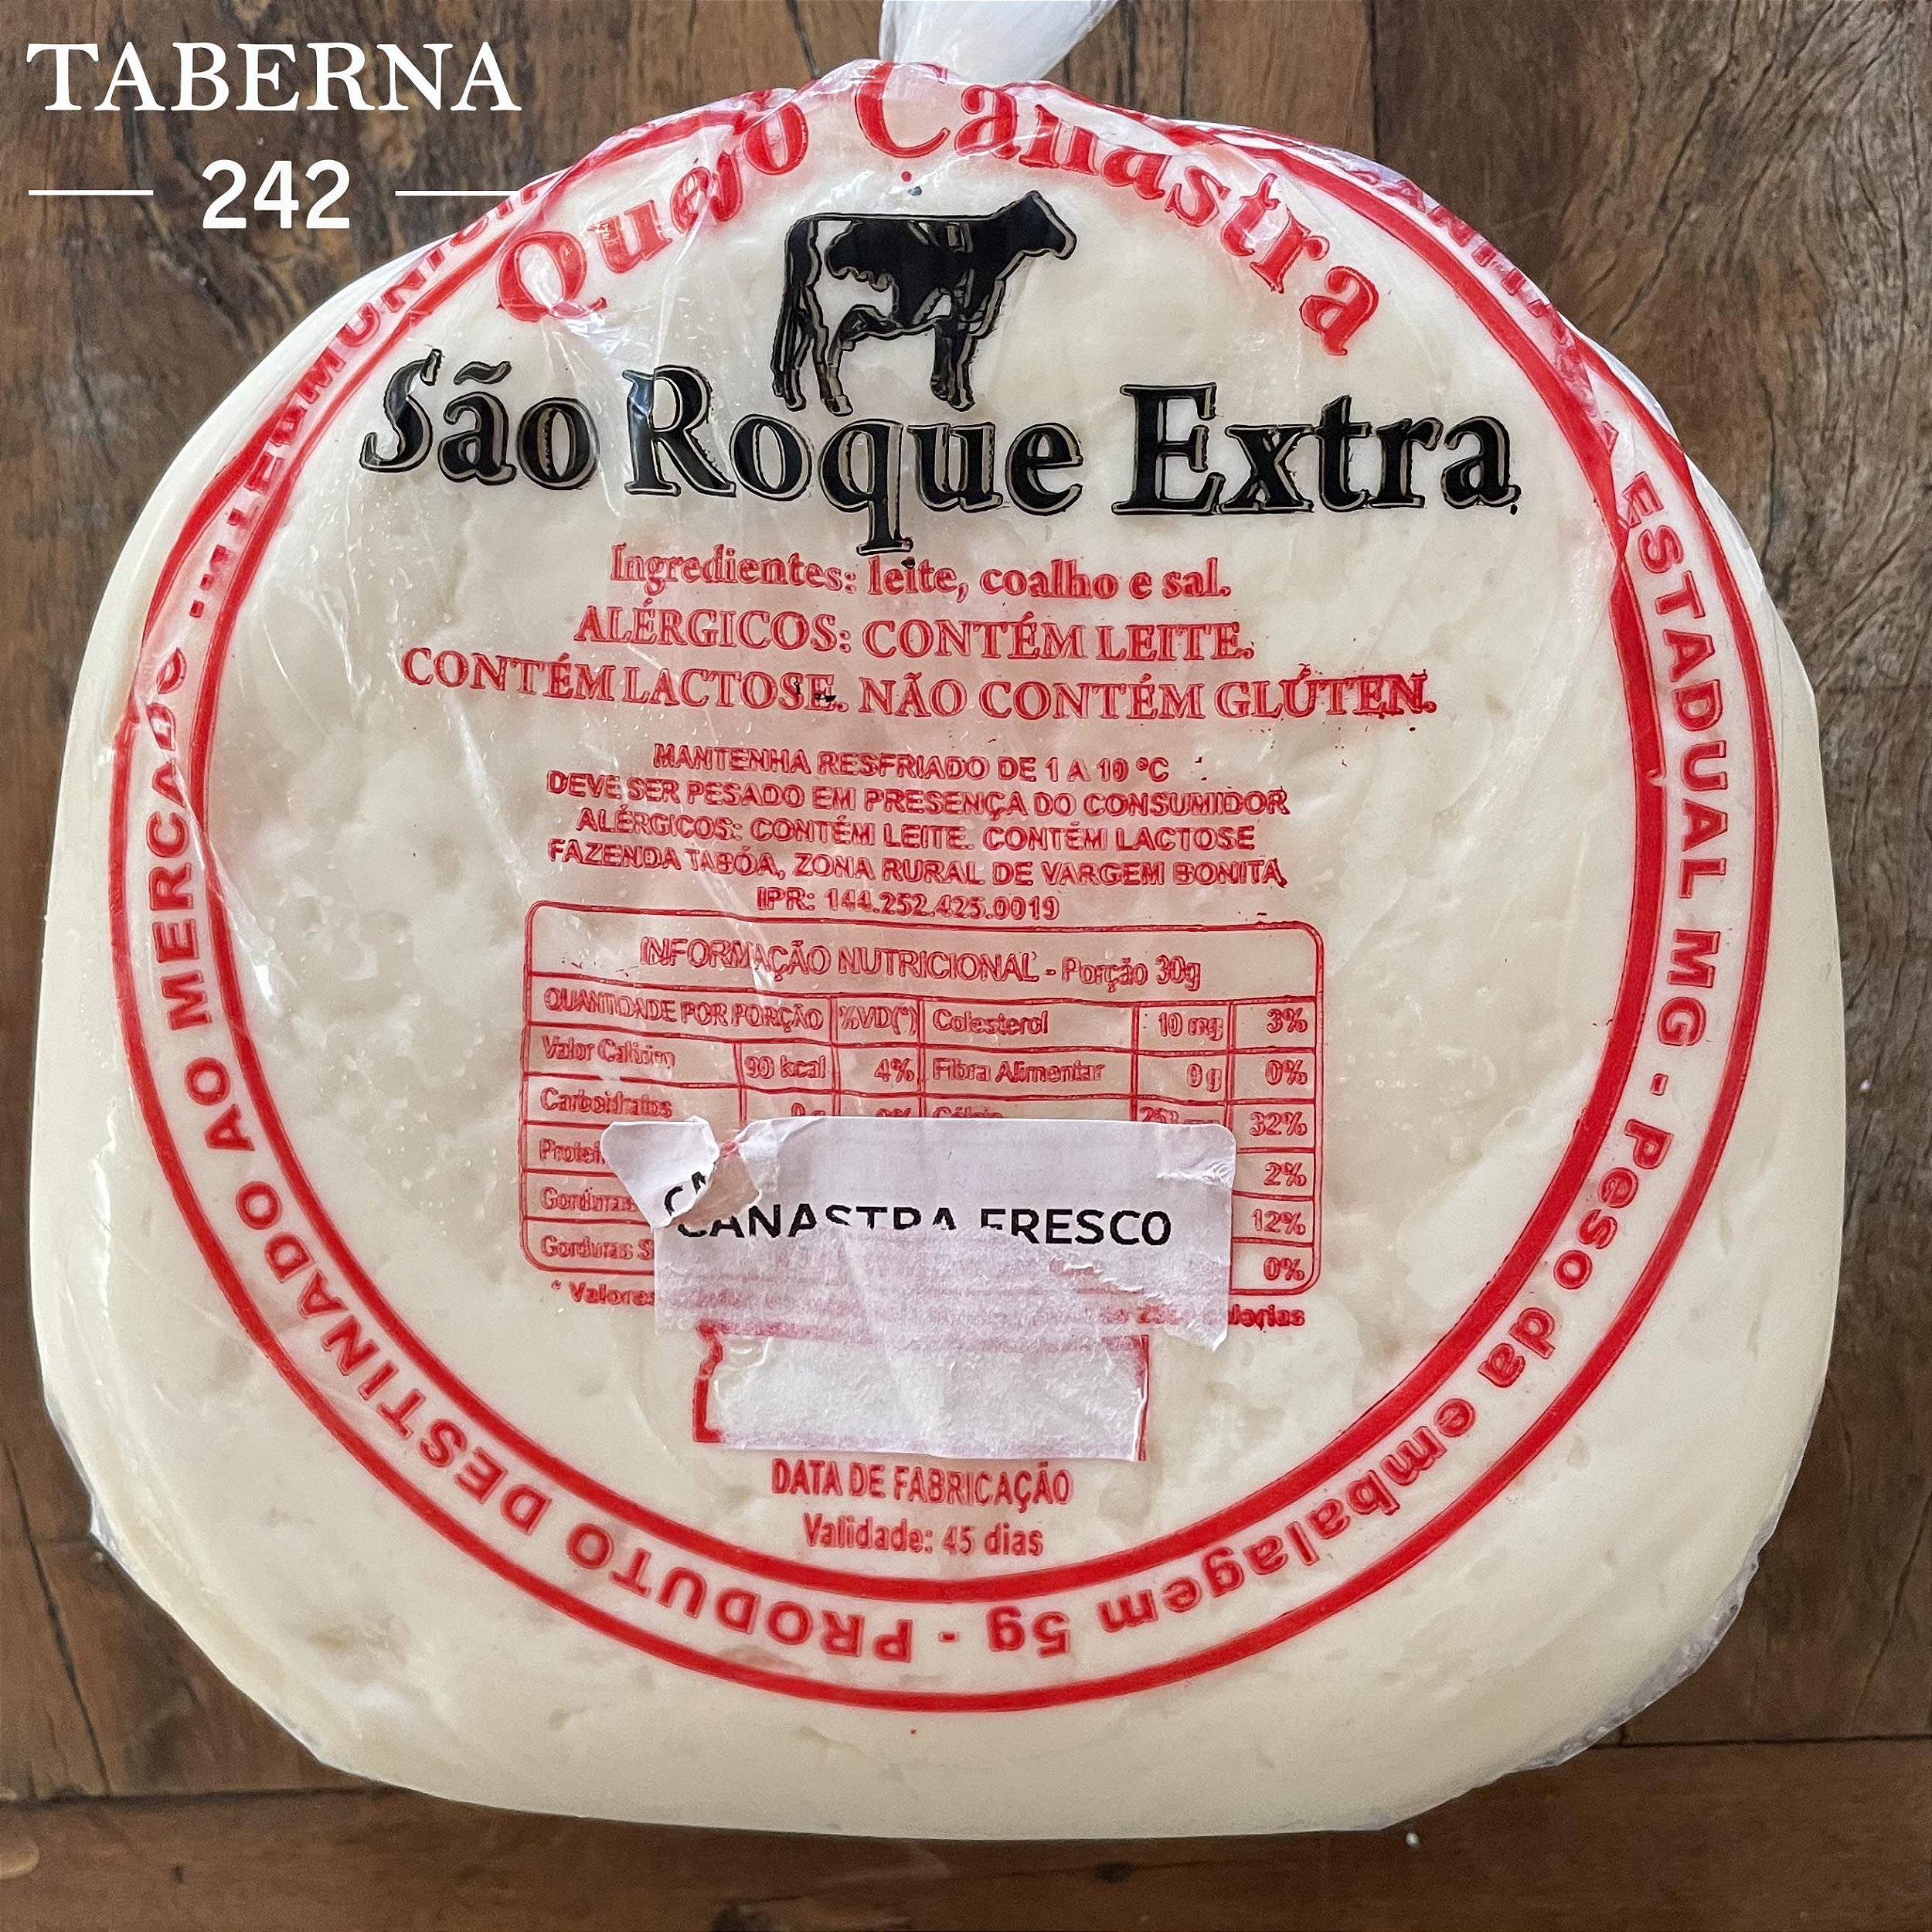 TABERNA
242
Queijo Canastra
São Roque Extra
Ingredientes: leite, coalho e sal.
ALÉRGICOS: CONTÉM LEITE.
CONTÉM LACTOSE. NÃO CONTÉM GLÚTEN.
MANTENHA RESFRIADO DE 1 A 10 ºC
DEVE SER PESADO EM PRESENÇA DO CONSUMIDOR
ALÉRGICOS: CONTÉM LEITE. CONTÉM LACTOSE
FAZENDA TABÓA, ZONA RURAL DE VARGEM BONITA
IPR: 144.252.425.0019
INFORMAÇÃO NUTRICIONAL - Porção 30g
QUANTIDADE POR PORÇÃO %VD(*) Colesterol 10 mg 3%
Valor Calórico 90 kcal 4% Fibra Alimentar 0 g 0%
Carboidratos 32%
2%
Gorduras 12%
Gorduras 0%
* Valores
CANASTRA FRESCO
DATA DE FABRICAÇÃO
Validade: 45 dias
PRODUTO DESTINADO AO MERCADO ESTADUAL MG - Peso da embalagem 5g -